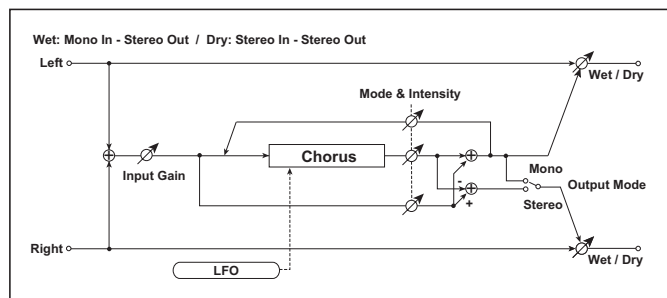 Wet: Mono In - Stereo Out / Dry: Stereo In - Stereo Out
Left
Wet / Dry
Mode & Intensity
Chorus
Input Gain
Mono
Output Mode
Stereo
-
+
Right
LFO
Wet / Dry